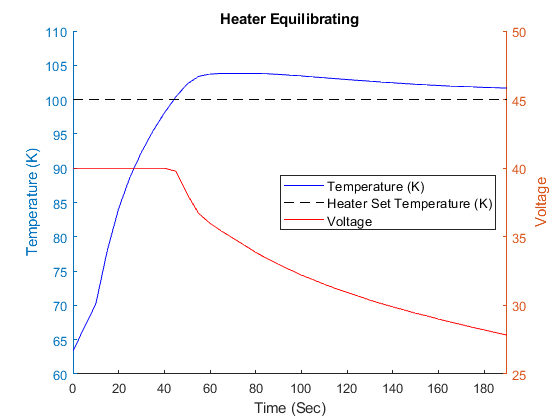 Heater Equilibrating
110
105
100
95
90
85
80
75
70
65
60
Temperature (K)
50
45
40
35
30
25
Voltage
Temperature (K)
Heater Set Temperature (K)
Voltage
0 20 40 60 80 100 120 140 160 180
Time (Sec)